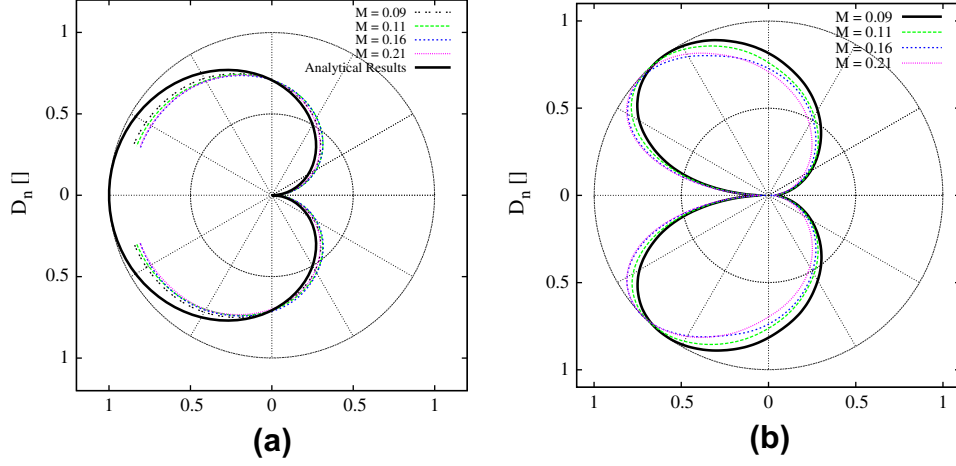 M = 0.09
M = 0.11
M = 0.16
M = 0.21
Analytical Results
1
0.5
0
0.5
1
D_n []
1 0.5 0 0.5 1
(a)
M = 0.09
M = 0.11
M = 0.16
M = 0.21
1
0.5
0
0.5
1
D_n []
1 0.5 0 0.5 1
(b)